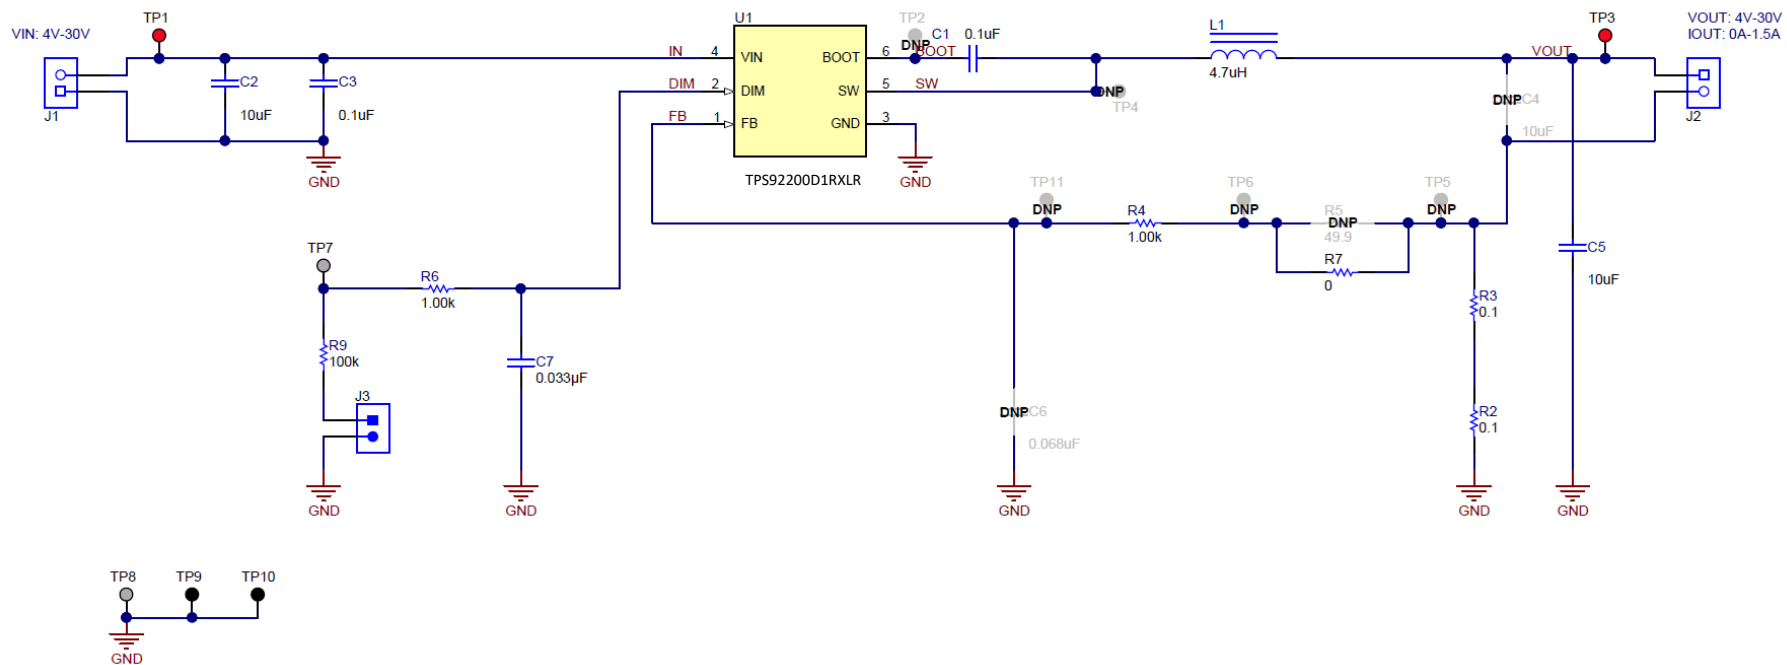 VIN: 4V-30V
TP1
J1
C2
10uF
C3
0.1uF
GND
IN
DIM
FB
4
2
1
U1
VIN
DIM
FB
BOOT
SW
GND
6
5
3
TPS92200D1RXLR
TP2
DNP
BOOT
SW
GND
C1
0.1uF
DNP
TP4
L1
4.7uH
VOUT
TP3
VOUT: 4V-30V
IOUT: 0A-1.5A
J2
DNP
C4
10uF
TP11
DNP
R4
1.00k
TP6
DNP
R5
DNP
49.9
R7
0
TP5
DNP
C5
10uF
R3
0.1
R2
0.1
GND
GND
DNP
C6
0.068uF
GND
TP7
R6
1.00k
R9
100k
J3
GND
C7
0.033µF
GND
TP8
TP9
TP10
GND